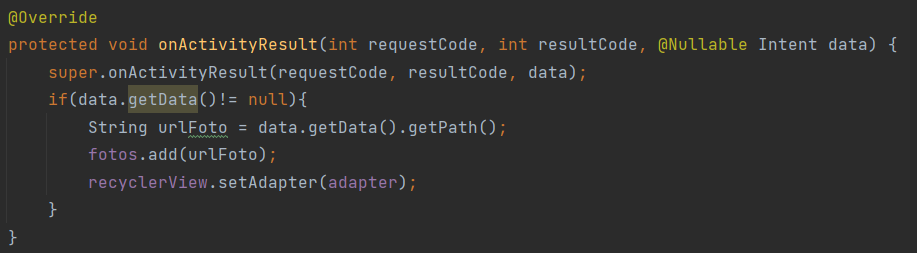 @Override
protected void onActivityResult(int requestCode, int resultCode, @Nullable Intent data) {
    super.onActivityResult(requestCode, resultCode, data);
    if(data.getData()!= null){
        String urlFoto = data.getData().getPath();
        fotos.add(urlFoto);
        recyclerView.setAdapter(adapter);
    }
}